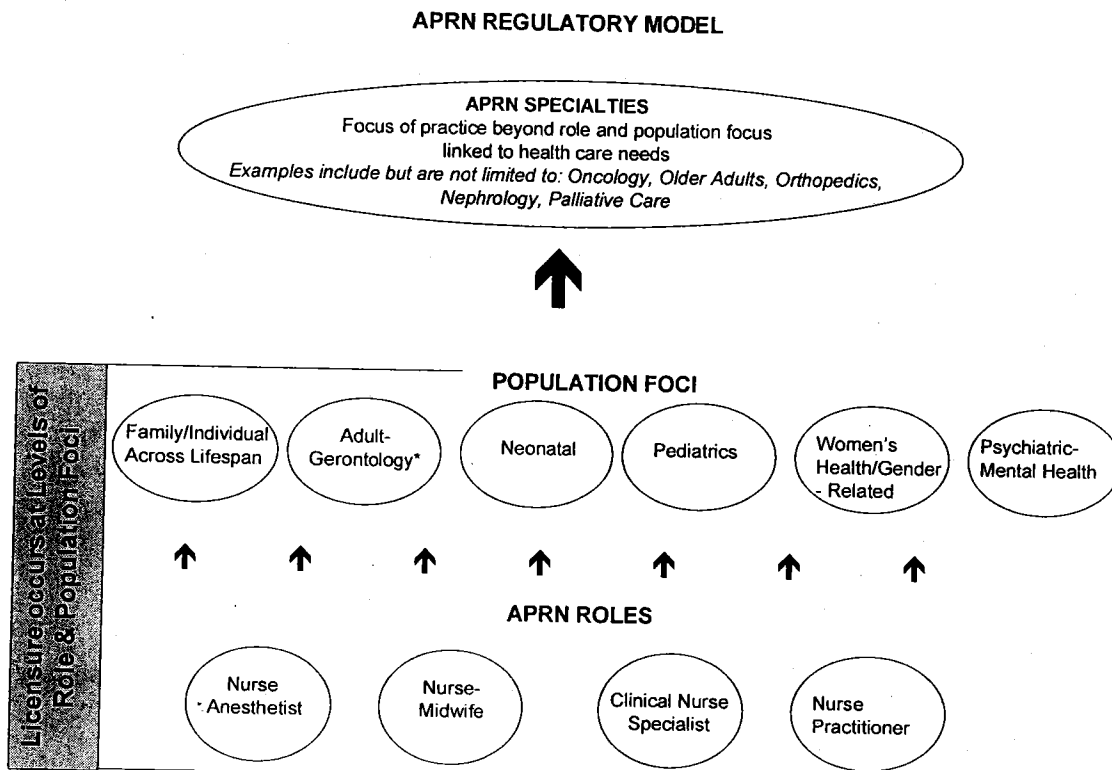 APRN REGULATORY MODEL
APRN SPECIALTIES
Focus of practice beyond role and population focus
linked to health care needs
Examples include but are not limited to: Oncology, Older Adults, Orthopedics,
Nephrology, Palliative Care
Licensure occurs at Levels of
Role & Population Foci
POPULATION FOCI
Family/Individual
Across Lifespan
Adult-
Gerontology*
Neonatal
Pediatrics
Women's
Health/Gender
- Related
Psychiatric-
Mental Health
APRN ROLES
Nurse
Anesthetist
Nurse-
Midwife
Clinical Nurse
Specialist
Nurse
Practitioner